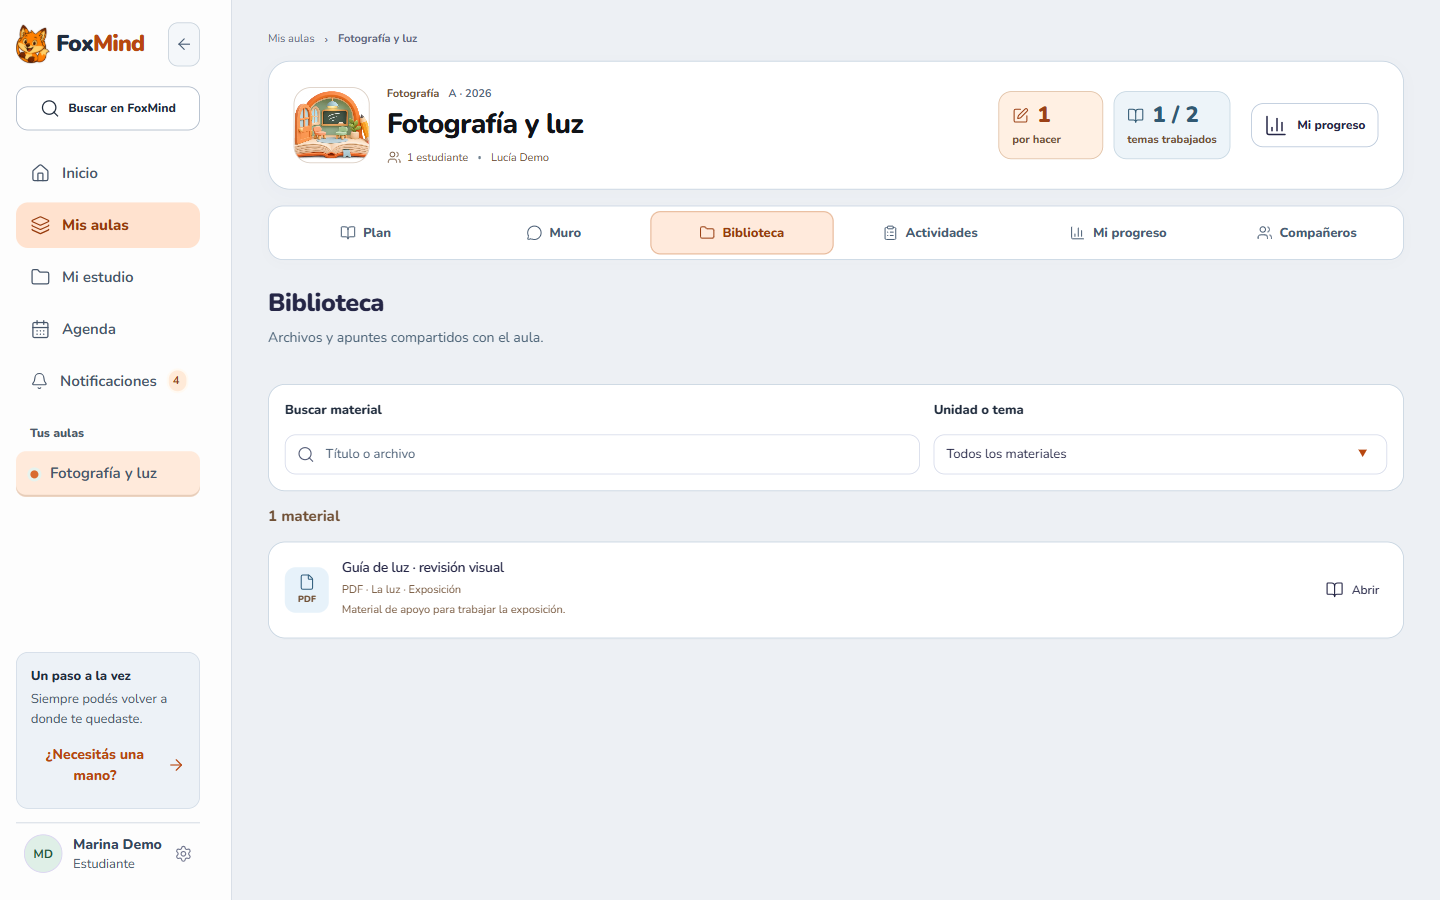 FoxMind
Buscar en FoxMind
Inicio
Mis aulas
Mi estudio
Agenda
Notificaciones 4
Tus aulas
Fotografía y luz
Un paso a la vez
Siempre podés volver a
donde te quedaste.
¿Necesitás una
mano?
MD
Marina Demo
Estudiante
Mis aulas › Fotografía y luz
Fotografía A · 2026
Fotografía y luz
1 estudiante • Lucía Demo
1
por hacer
1 / 2
temas trabajados
Mi progreso
Plan
Muro
Biblioteca
Actividades
Mi progreso
Compañeros
Biblioteca
Archivos y apuntes compartidos con el aula.
Buscar material
Título o archivo
Unidad o tema
Todos los materiales
1 material
PDF
Guía de luz · revisión visual
PDF · La luz · Exposición
Material de apoyo para trabajar la exposición.
Abrir